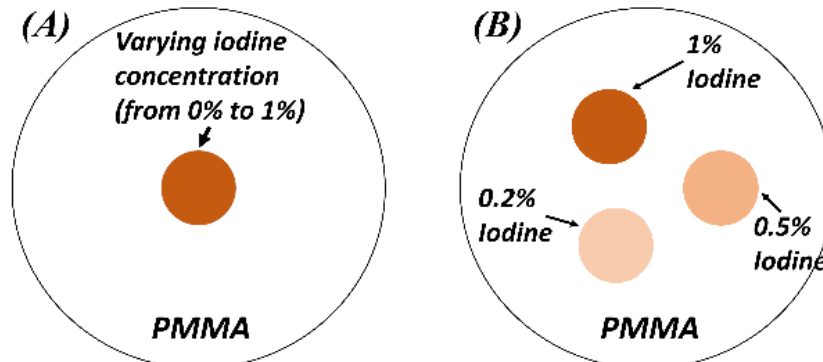 (A)
Varying iodine
concentration
(from 0% to 1%)
PMMA
(B)
1%
Iodine
0.2%
Iodine
0.5%
Iodine
PMMA